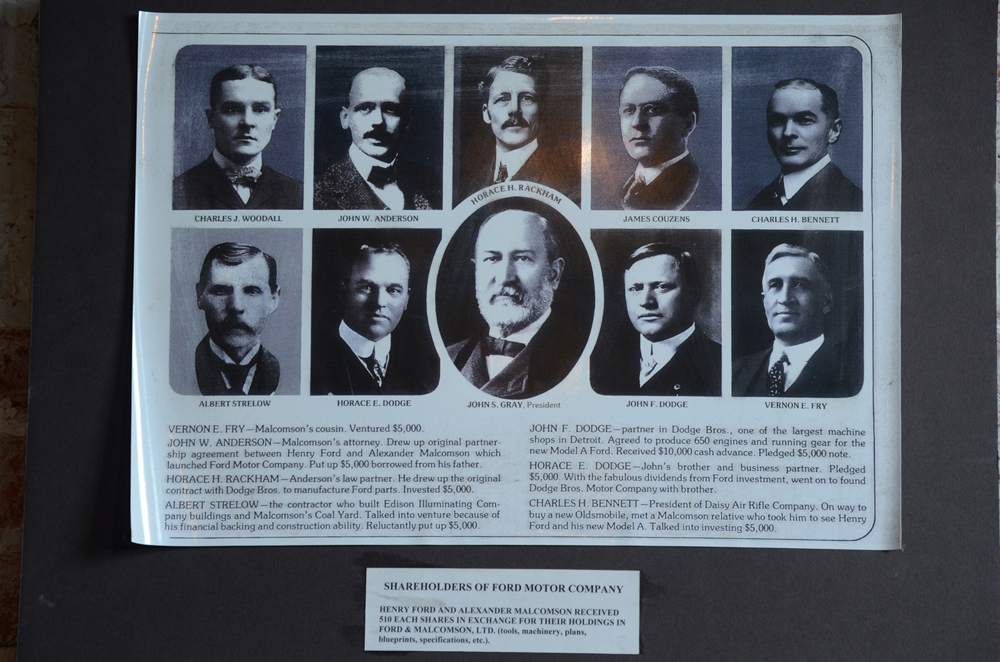 HORACE H. RACKHAM
CHARLES J. WOODALL
JOHN W. ANDERSON
JAMES COUZENS
CHARLES H. BENNETT
ALBERT STRELOW
HORACE E. DODGE
JOHN S. GRAY, President
JOHN F. DODGE
VERNON E. FRY
VERNON E. FRY—Malcomson's cousin. Ventured $5,000.
JOHN W. ANDERSON—Malcomson's attorney. Drew up original partner-
ship agreement between Henry Ford and Alexander Malcomson which
launched Ford Motor Company. Put up $5,000 borrowed from his father.
HORACE H. RACKHAM—Anderson's law partner. He drew up the original
contract with Dodge Bros. to manufacture Ford parts. Invested $5,000.
ALBERT STRELOW—the contractor who built Edison Illuminating Com-
pany buildings and Malcomson's Coal Yard. Talked into venture because of
his financial backing and construction ability. Reluctantly put up $5,000.
JOHN F. DODGE—partner in Dodge Bros., one of the largest machine
shops in Detroit. Agreed to produce 650 engines and running gear for the
new Model A Ford. Received $10,000 cash advance. Pledged $5,000 note.
HORACE E. DODGE—John's brother and business partner. Pledged
$5,000. With the fabulous dividends from Ford investment, went on to found
Dodge Bros. Motor Company with brother.
CHARLES H. BENNETT—President of Daisy Air Rifle Company. On way to
buy a new Oldsmobile, met a Malcomson relative who took him to see Henry
Ford and his new Model A. Talked into investing $5,000.
SHAREHOLDERS OF FORD MOTOR COMPANY
HENRY FORD AND ALEXANDER MALCOMSON RECEIVED
510 EACH SHARES IN EXCHANGE FOR THEIR HOLDINGS IN
FORD & MALCOMSON, LTD. (tools, machinery, plans,
blueprints, specifications, etc.).